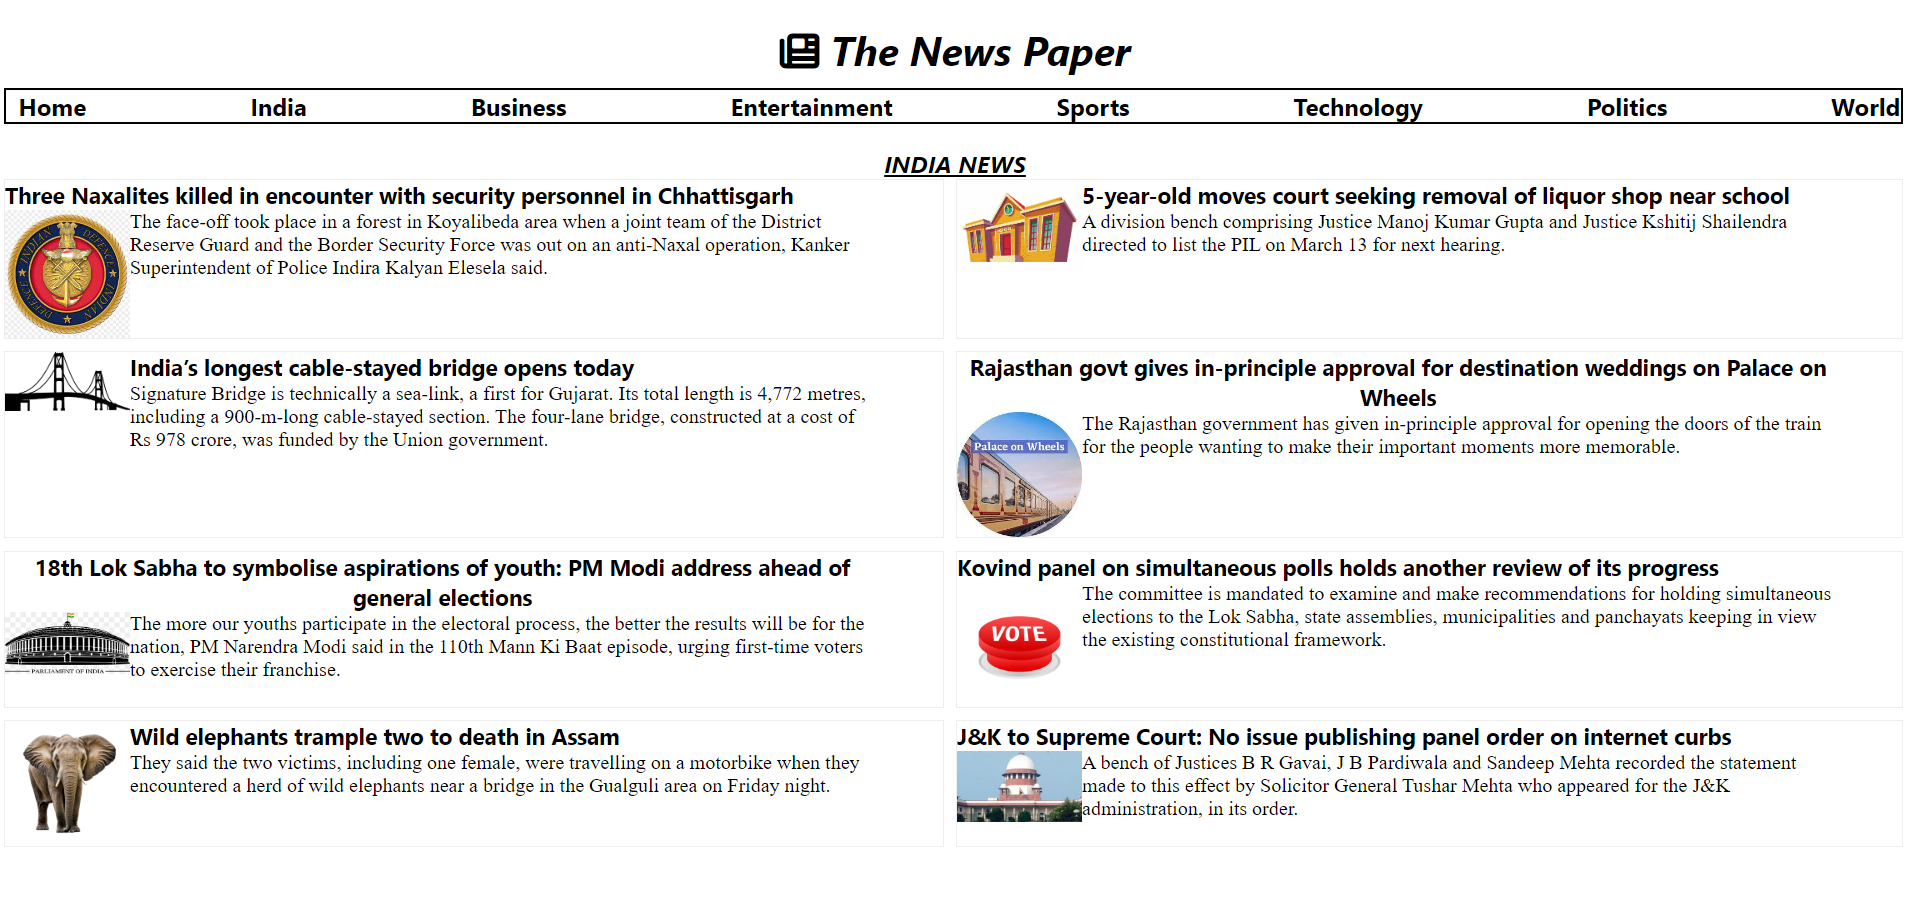 The News Paper
Home India Business Entertainment Sports Technology Politics World
INDIA NEWS
Three Naxalites killed in encounter with security personnel in Chhattisgarh
The face-off took place in a forest in Koyalibeda area when a joint team of the District
Reserve Guard and the Border Security Force was out on an anti-Naxal operation, Kanker
Superintendent of Police Indira Kalyan Elesela said.
INDIAN DEFENCE INDIAN DEFENCE
5-year-old moves court seeking removal of liquor shop near school
A division bench comprising Justice Manoj Kumar Gupta and Justice Kshitij Shailendra
directed to list the PIL on March 13 for next hearing.
India’s longest cable-stayed bridge opens today
Signature Bridge is technically a sea-link, a first for Gujarat. Its total length is 4,772 metres,
including a 900-m-long cable-stayed section. The four-lane bridge, constructed at a cost of
Rs 978 crore, was funded by the Union government.
Rajasthan govt gives in-principle approval for destination weddings on Palace on
Wheels
The Rajasthan government has given in-principle approval for opening the doors of the train
for the people wanting to make their important moments more memorable.
Palace on Wheels
18th Lok Sabha to symbolise aspirations of youth: PM Modi address ahead of
general elections
The more our youths participate in the electoral process, the better the results will be for the
nation, PM Narendra Modi said in the 110th Mann Ki Baat episode, urging first-time voters
to exercise their franchise.
PARLIAMENT OF INDIA
Kovind panel on simultaneous polls holds another review of its progress
The committee is mandated to examine and make recommendations for holding simultaneous
elections to the Lok Sabha, state assemblies, municipalities and panchayats keeping in view
the existing constitutional framework.
VOTE
Wild elephants trample two to death in Assam
They said the two victims, including one female, were travelling on a motorbike when they
encountered a herd of wild elephants near a bridge in the Gualguli area on Friday night.
J&K to Supreme Court: No issue publishing panel order on internet curbs
A bench of Justices B R Gavai, J B Pardiwala and Sandeep Mehta recorded the statement
made to this effect by Solicitor General Tushar Mehta who appeared for the J&K
administration, in its order.